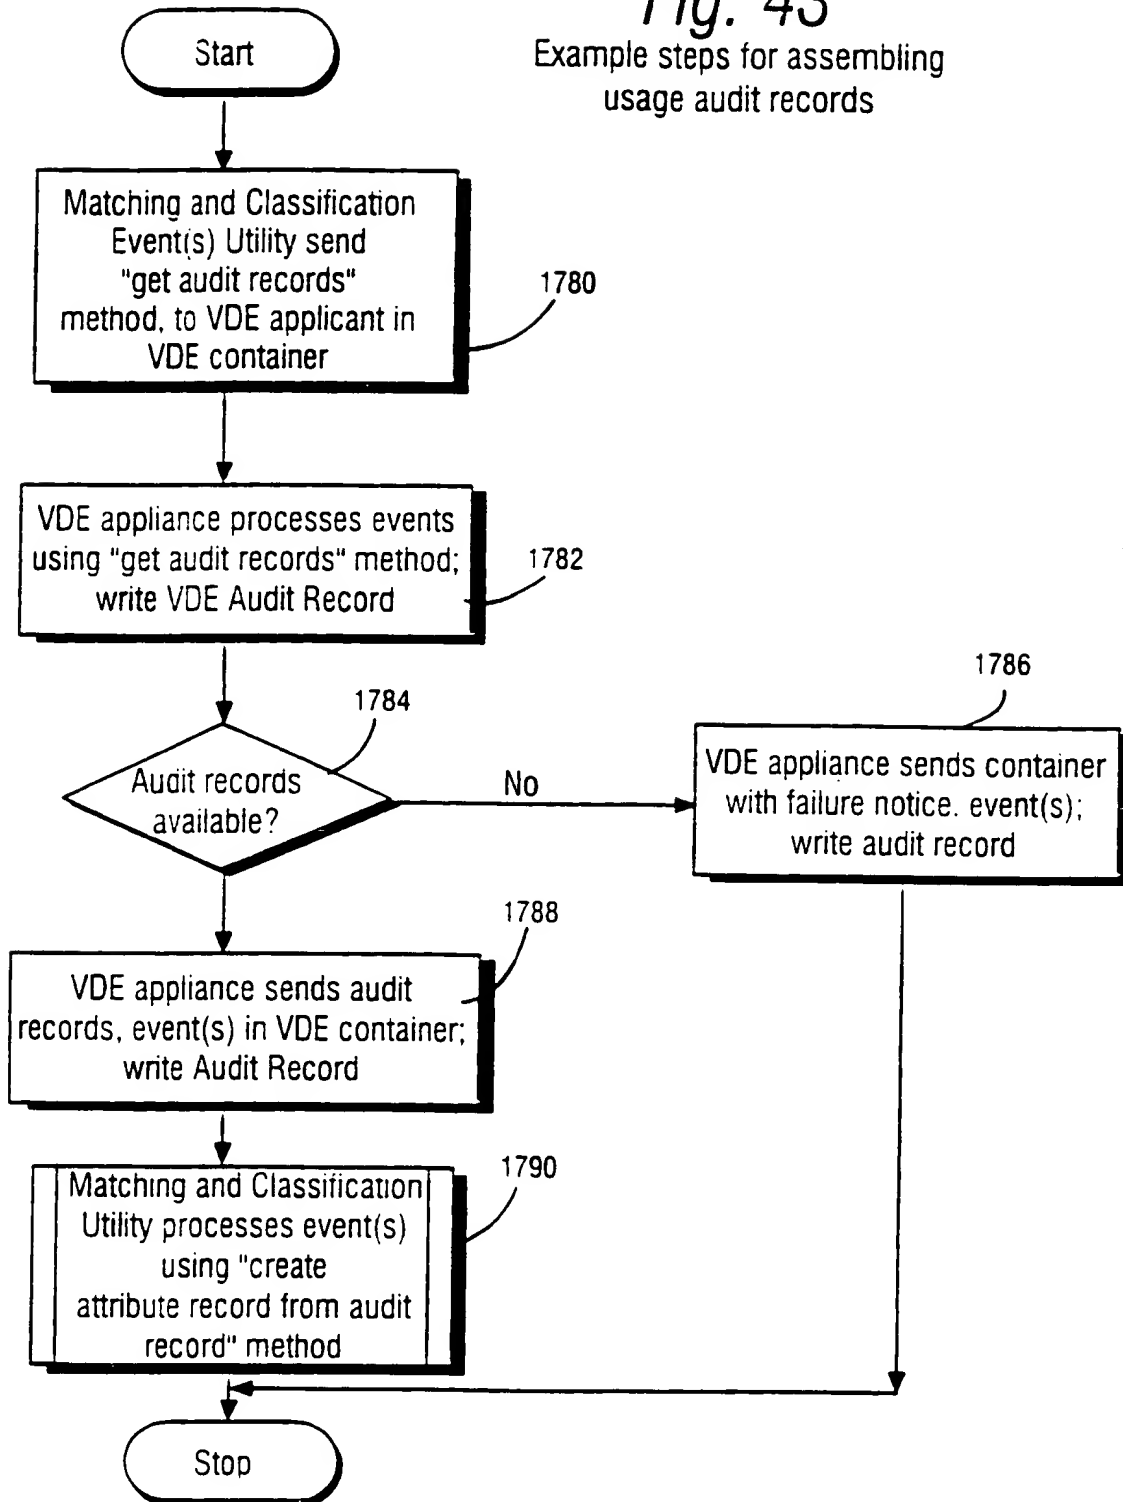 Fig. 43
Example steps for assembling
usage audit records
Start
Matching and Classification
Event(s) Utility send
"get audit records"
method, to VDE applicant in
VDE container
1780
VDE appliance processes events
using "get audit records" method;
write VDE Audit Record
1782
1784
Audit records
available?
No
1786
VDE appliance sends container
with failure notice. event(s);
write audit record
1788
VDE appliance sends audit
records, event(s) in VDE container;
write Audit Record
1790
Matching and Classification
Utility processes event(s)
using "create
attribute record from audit
record" method
Stop